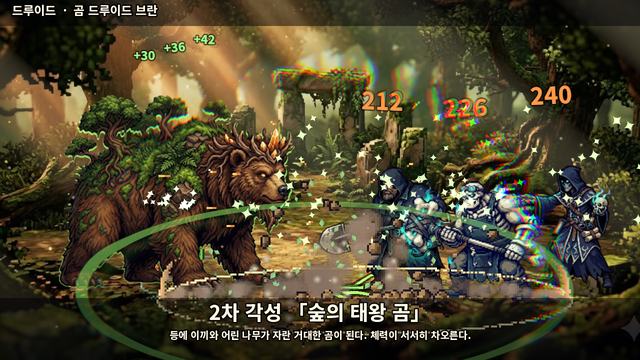 드루이드 · 곰 드루이드 브란
+30 +36 +42
212 226 240
2차 각성 「숲의 태왕 곰」
등에 이끼와 어린 나무가 자란 거대한 곰이 된다. 체력이 서서히 차오른다.